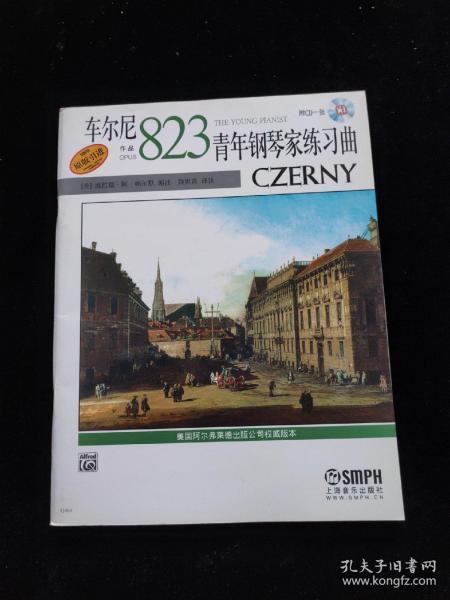 附CD一张
车尔尼
作品
OPUS
823
THE YOUNG PIANIST
青年钢琴家练习曲
CZERNY
原版引进
美国阿尔弗莱德出版公司权威版本
Alfred
SMPH
上海音乐出版社
WWW.SMPH.CN
孔夫子旧书网
www.kongfz.com